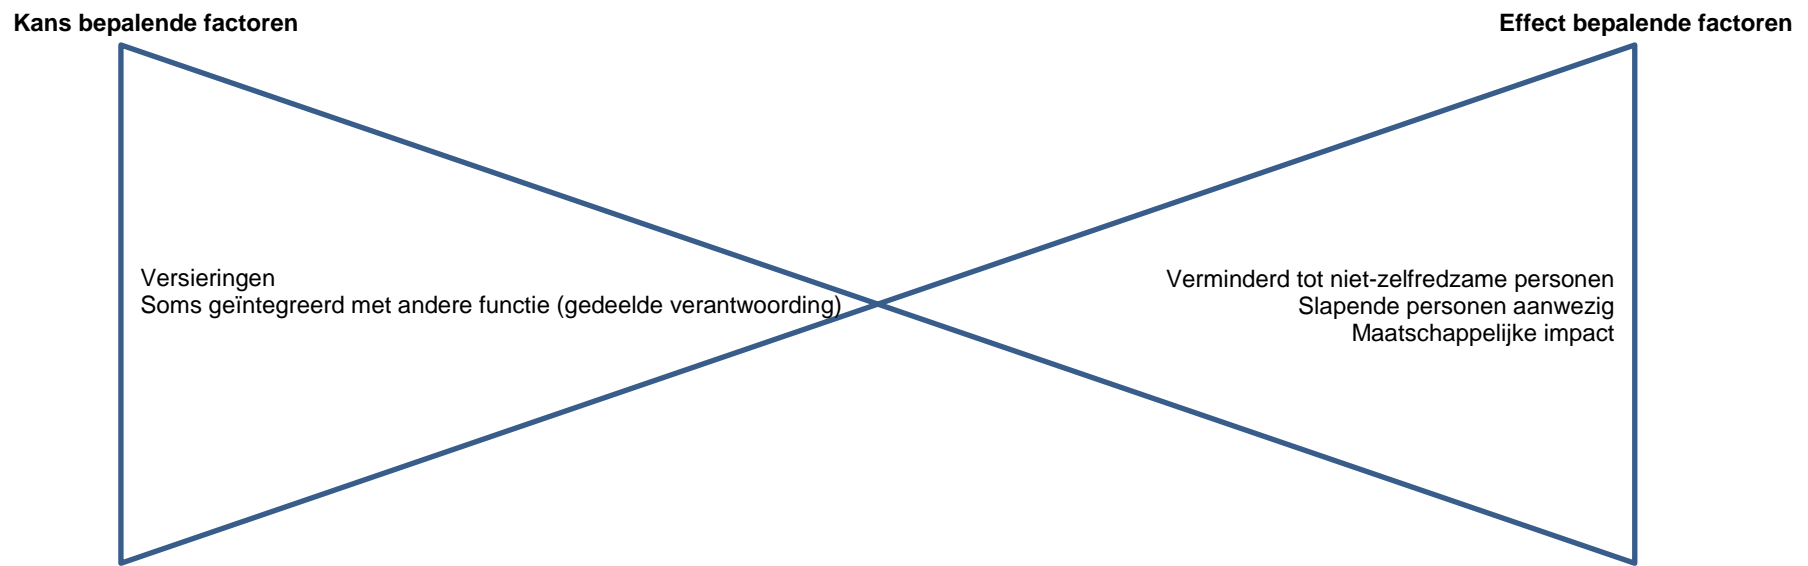 Kans bepalende factoren
Effect bepalende factoren
Versieringen
Soms geïntegreerd met andere functie (gedeelde verantwoording)
Verminderd tot niet-zelfredzame personen
Slapende personen aanwezig
Maatschappelijke impact